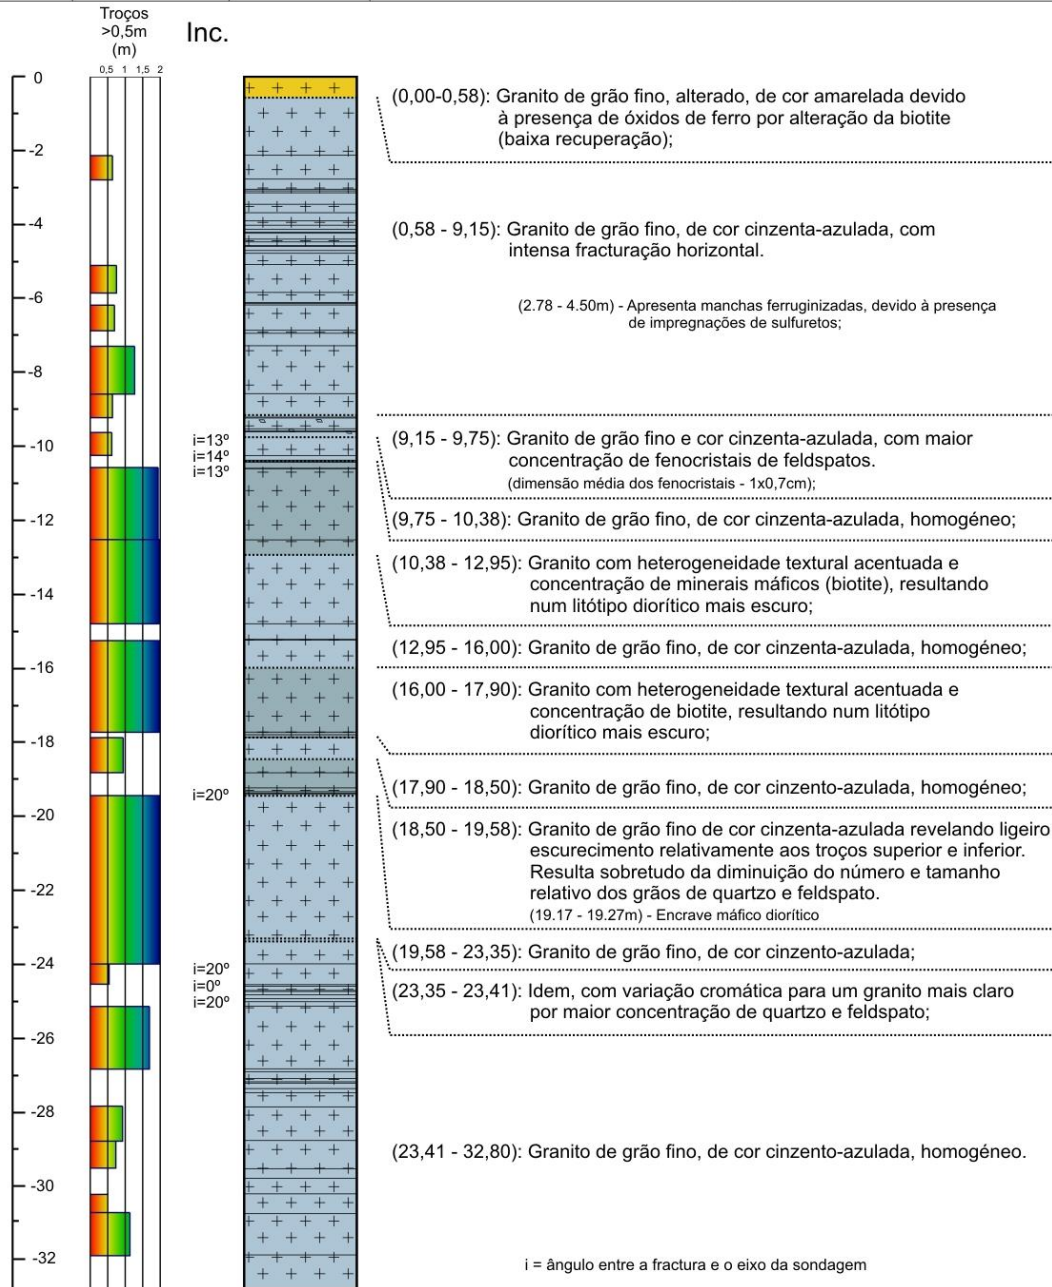 Troços
>0,5m
(m)
Inc.
0,5 1 1,5 2
0
-2
-4
-6
-8
-10
-12
-14
-16
-18
-20
-22
-24
-26
-28
-30
-32
i=13º
i=14º
i=13º
i=20º
i=20º
i=0º
i=20º
(0,00-0,58): Granito de grão fino, alterado, de cor amarelada devido
à presença de óxidos de ferro por alteração da biotite
(baixa recuperação);
(0,58 - 9,15): Granito de grão fino, de cor cinzenta-azulada, com
intensa fracturação horizontal.
(2.78 - 4.50m) - Apresenta manchas ferruginizadas, devido à presença
de impregnações de sulfuretos;
(9,15 - 9,75): Granito de grão fino e cor cinzenta-azulada, com maior
concentração de fenocristais de feldspatos.
(dimensão média dos fenocristais - 1x0,7cm);
(9,75 - 10,38): Granito de grão fino, de cor cinzenta-azulada, homogéneo;
(10,38 - 12,95): Granito com heterogeneidade textural acentuada e
concentração de minerais máficos (biotite), resultando
num litótipo diorítico mais escuro;
(12,95 - 16,00): Granito de grão fino, de cor cinzenta-azulada, homogéneo;
(16,00 - 17,90): Granito com heterogeneidade textural acentuada e
concentração de biotite, resultando num litótipo
diorítico mais escuro;
(17,90 - 18,50): Granito de grão fino, de cor cinzento-azulada, homogéneo;
(18,50 - 19,58): Granito de grão fino de cor cinzenta-azulada revelando ligeiro
escurecimento relativamente aos troços superior e inferior.
Resulta sobretudo da diminuição do número e tamanho
relativo dos grãos de quartzo e feldspato.
(19.17 - 19.27m) - Encrave máfico diorítico
(19,58 - 23,35): Granito de grão fino, de cor cinzento-azulada;
(23,35 - 23,41): Idem, com variação cromática para um granito mais claro
por maior concentração de quartzo e feldspato;
(23,41 - 32,80): Granito de grão fino, de cor cinzento-azulada, homogéneo.
i = ângulo entre a fractura e o eixo da sondagem